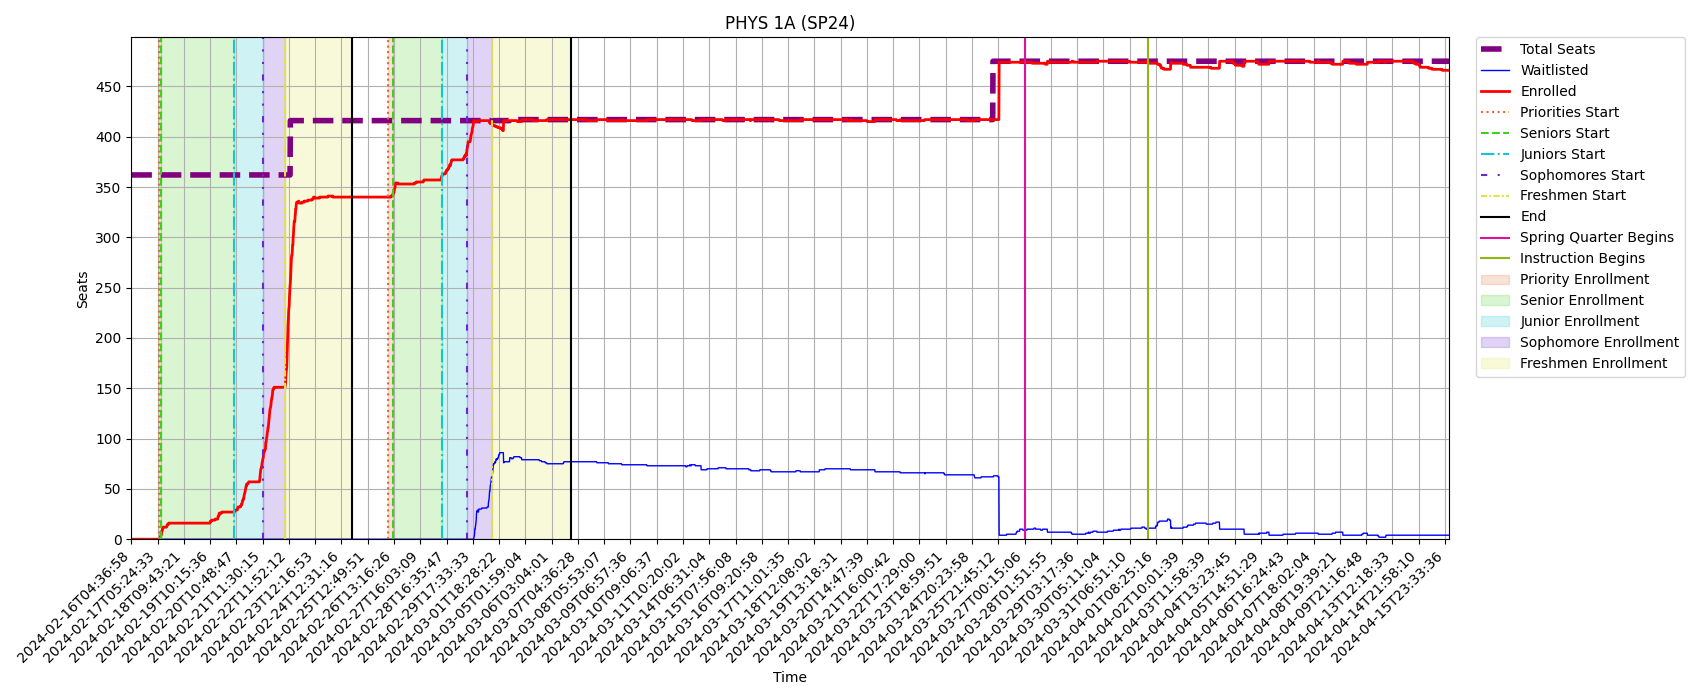 PHYS 1A (SP24)
Seats
450
400
350
300
250
200
150
100
50
0
2024-02-16T04:36:58
2024-02-17T05:24:33
2024-02-18T09:43:21
2024-02-19T10:15:36
2024-02-20T10:48:47
2024-02-21T11:30:15
2024-02-22T11:52:12
2024-02-23T12:16:53
2024-02-24T12:31:16
2024-02-25T12:49:51
2024-02-26T13:16:26
2024-02-27T16:03:09
2024-02-28T16:35:47
2024-02-29T17:33:33
2024-03-01T18:28:22
2024-03-05T01:59:04
2024-03-06T03:04:01
2024-03-07T04:36:28
2024-03-08T05:53:07
2024-03-09T06:57:36
2024-03-10T09:06:37
2024-03-11T10:20:02
2024-03-14T06:31:04
2024-03-15T07:56:08
2024-03-16T09:20:58
2024-03-17T11:01:35
2024-03-18T12:08:02
2024-03-19T13:18:31
2024-03-20T14:47:39
2024-03-21T16:00:42
2024-03-22T17:29:00
2024-03-23T18:59:51
2024-03-24T20:23:58
2024-03-25T21:45:12
2024-03-27T00:15:06
2024-03-28T01:51:55
2024-03-29T03:17:36
2024-03-30T05:11:04
2024-03-31T06:51:10
2024-04-01T08:25:16
2024-04-02T10:01:39
2024-04-03T11:58:39
2024-04-04T13:23:45
2024-04-05T14:51:29
2024-04-06T16:24:43
2024-04-07T18:02:04
2024-04-08T19:39:21
2024-04-09T21:16:48
2024-04-13T12:18:33
2024-04-14T21:58:10
2024-04-15T23:33:36
Time
Total Seats
Waitlisted
Enrolled
Priorities Start
Seniors Start
Juniors Start
Sophomores Start
Freshmen Start
End
Spring Quarter Begins
Instruction Begins
Priority Enrollment
Senior Enrollment
Junior Enrollment
Sophomore Enrollment
Freshmen Enrollment